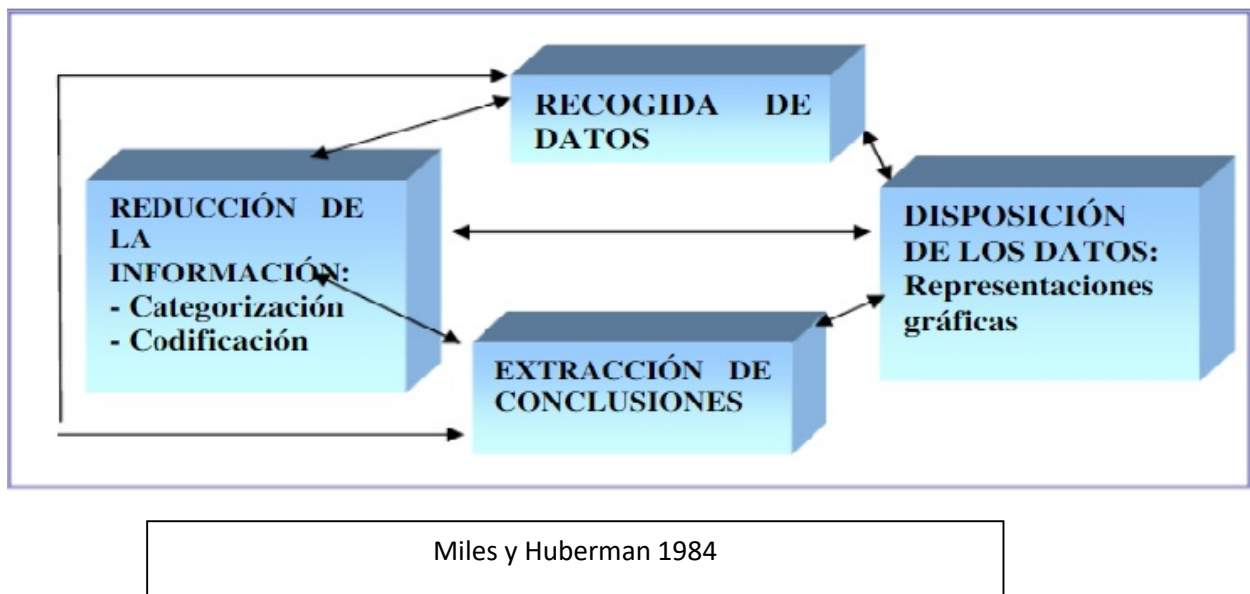 RECOGIDA DE
DATOS
REDUCCIÓN DE
LA
INFORMACIÓN:
- Categorización
- Codificación
DISPOSICIÓN
DE LOS DATOS:
Representaciones
gráficas
EXTRACCIÓN DE
CONCLUSIONES
Miles y Huberman 1984